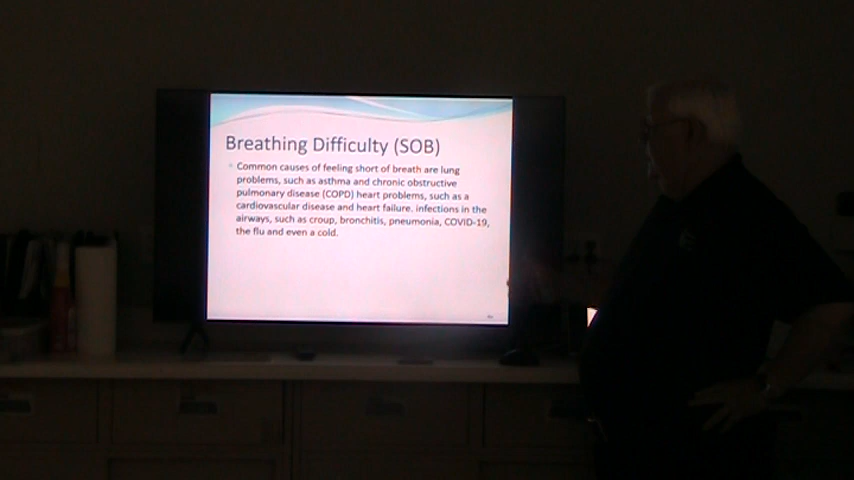 Breathing Difficulty (SOB)
Common causes of feeling short of breath are lung
problems, such as asthma and chronic obstructive
pulmonary disease (COPD) heart problems, such as a
cardiovascular disease and heart failure. infections in the
airways, such as croup, bronchitis, pneumonia, COVID-19,
the flu and even a cold.